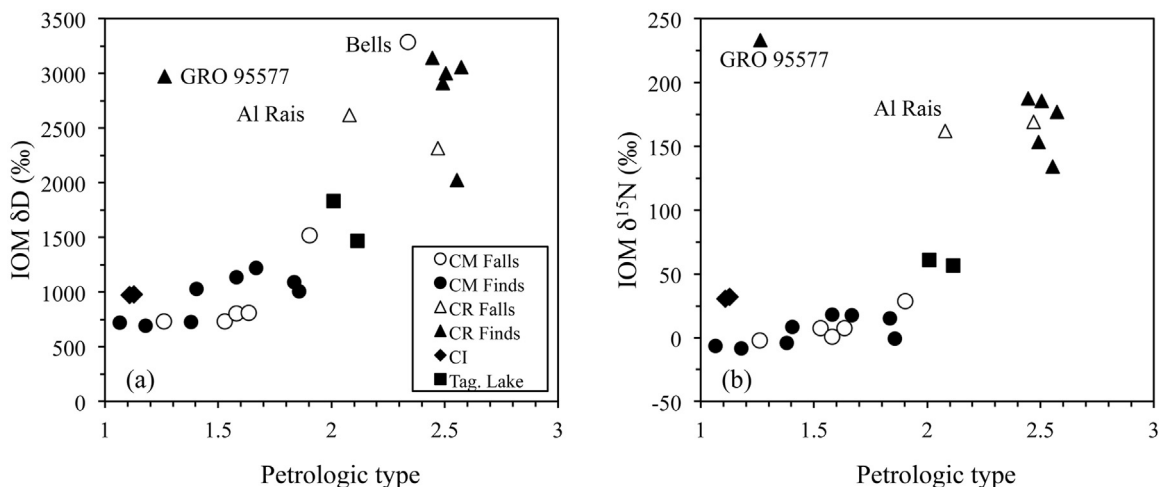 3500
3000
2500
2000
1500
1000
500
0
IOM δD (‰)
Bells
GRO 95577
Al Rais
CM Falls
CM Finds
CR Falls
CR Finds
CI
Tag. Lake
(a)
1 1.5 2 2.5 3
Petrologic type
250
200
150
100
50
0
-50
IOM δ¹⁵N (‰)
GRO 95577
Al Rais
(b)
1 1.5 2 2.5 3
Petrologic type